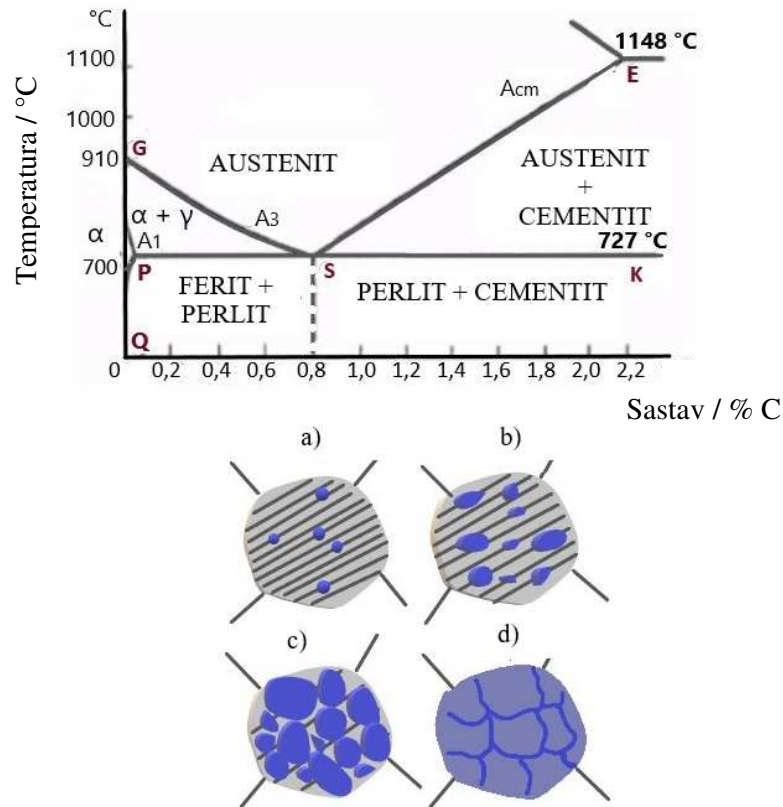 °C
1148 °C
1100
E
Acm
1000
G
910
AUSTENIT
AUSTENIT
+
CEMENTIT
α + γ
A3
α
A1
727 °C
700
P
S
K
FERIT +
PERLIT
PERLIT + CEMENTIT
Q
0 0,2 0,4 0,6 0,8 1,0 1,2 1,4 1,6 1,8 2,0 2,2
Temperatura / °C
Sastav / % C
a) b)
c) d)